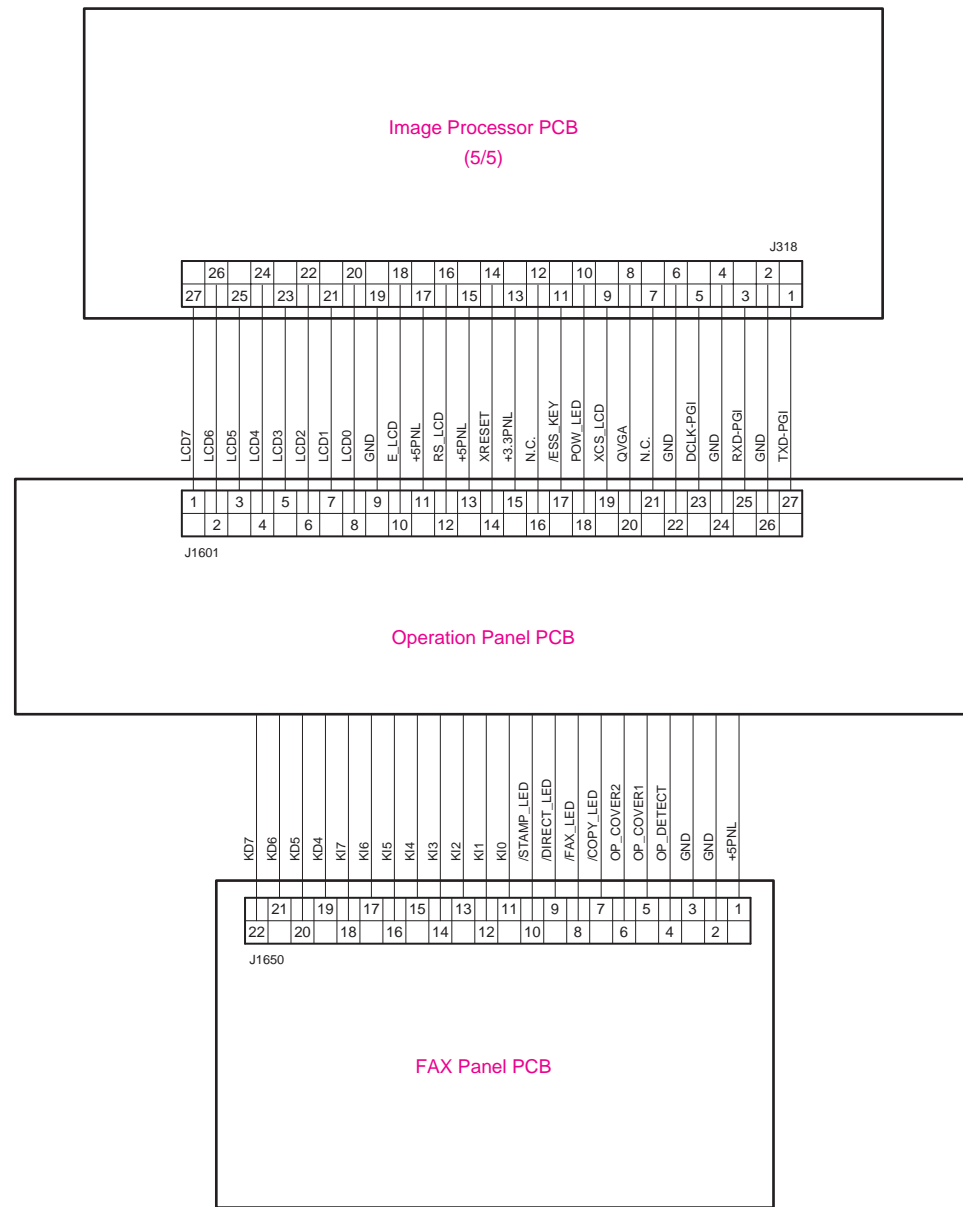 Image Processor PCB
(5/5)
J318
26 24 22 20 18 16 14 12 10 8 6 4 2
27 25 23 21 19 17 15 13 11 9 7 5 3 1
LCD7
LCD6
LCD5
LCD4
LCD3
LCD2
LCD1
LCD0
GND
E_LCD
+5PNL
RS_LCD
+5PNL
XRESET
+3.3PNL
N.C.
/ESS_KEY
POW_LED
XCS_LCD
QVGA
N.C.
GND
DCLK-PGI
GND
RXD-PGI
GND
TXD-PGI
1 3 5 7 9 11 13 15 17 19 21 23 25 27
2 4 6 8 10 12 14 16 18 20 22 24 26
J1601
Operation Panel PCB
KD7
KD6
KD5
KD4
KI7
KI6
KI5
KI4
KI3
KI2
KI1
KI0
/STAMP_LED
/DIRECT_LED
/FAX_LED
/COPY_LED
OP_COVER2
OP_COVER1
OP_DETECT
GND
GND
+5PNL
21 19 17 15 13 11 9 7 5 3 1
22 20 18 16 14 12 10 8 6 4 2
J1650
FAX Panel PCB